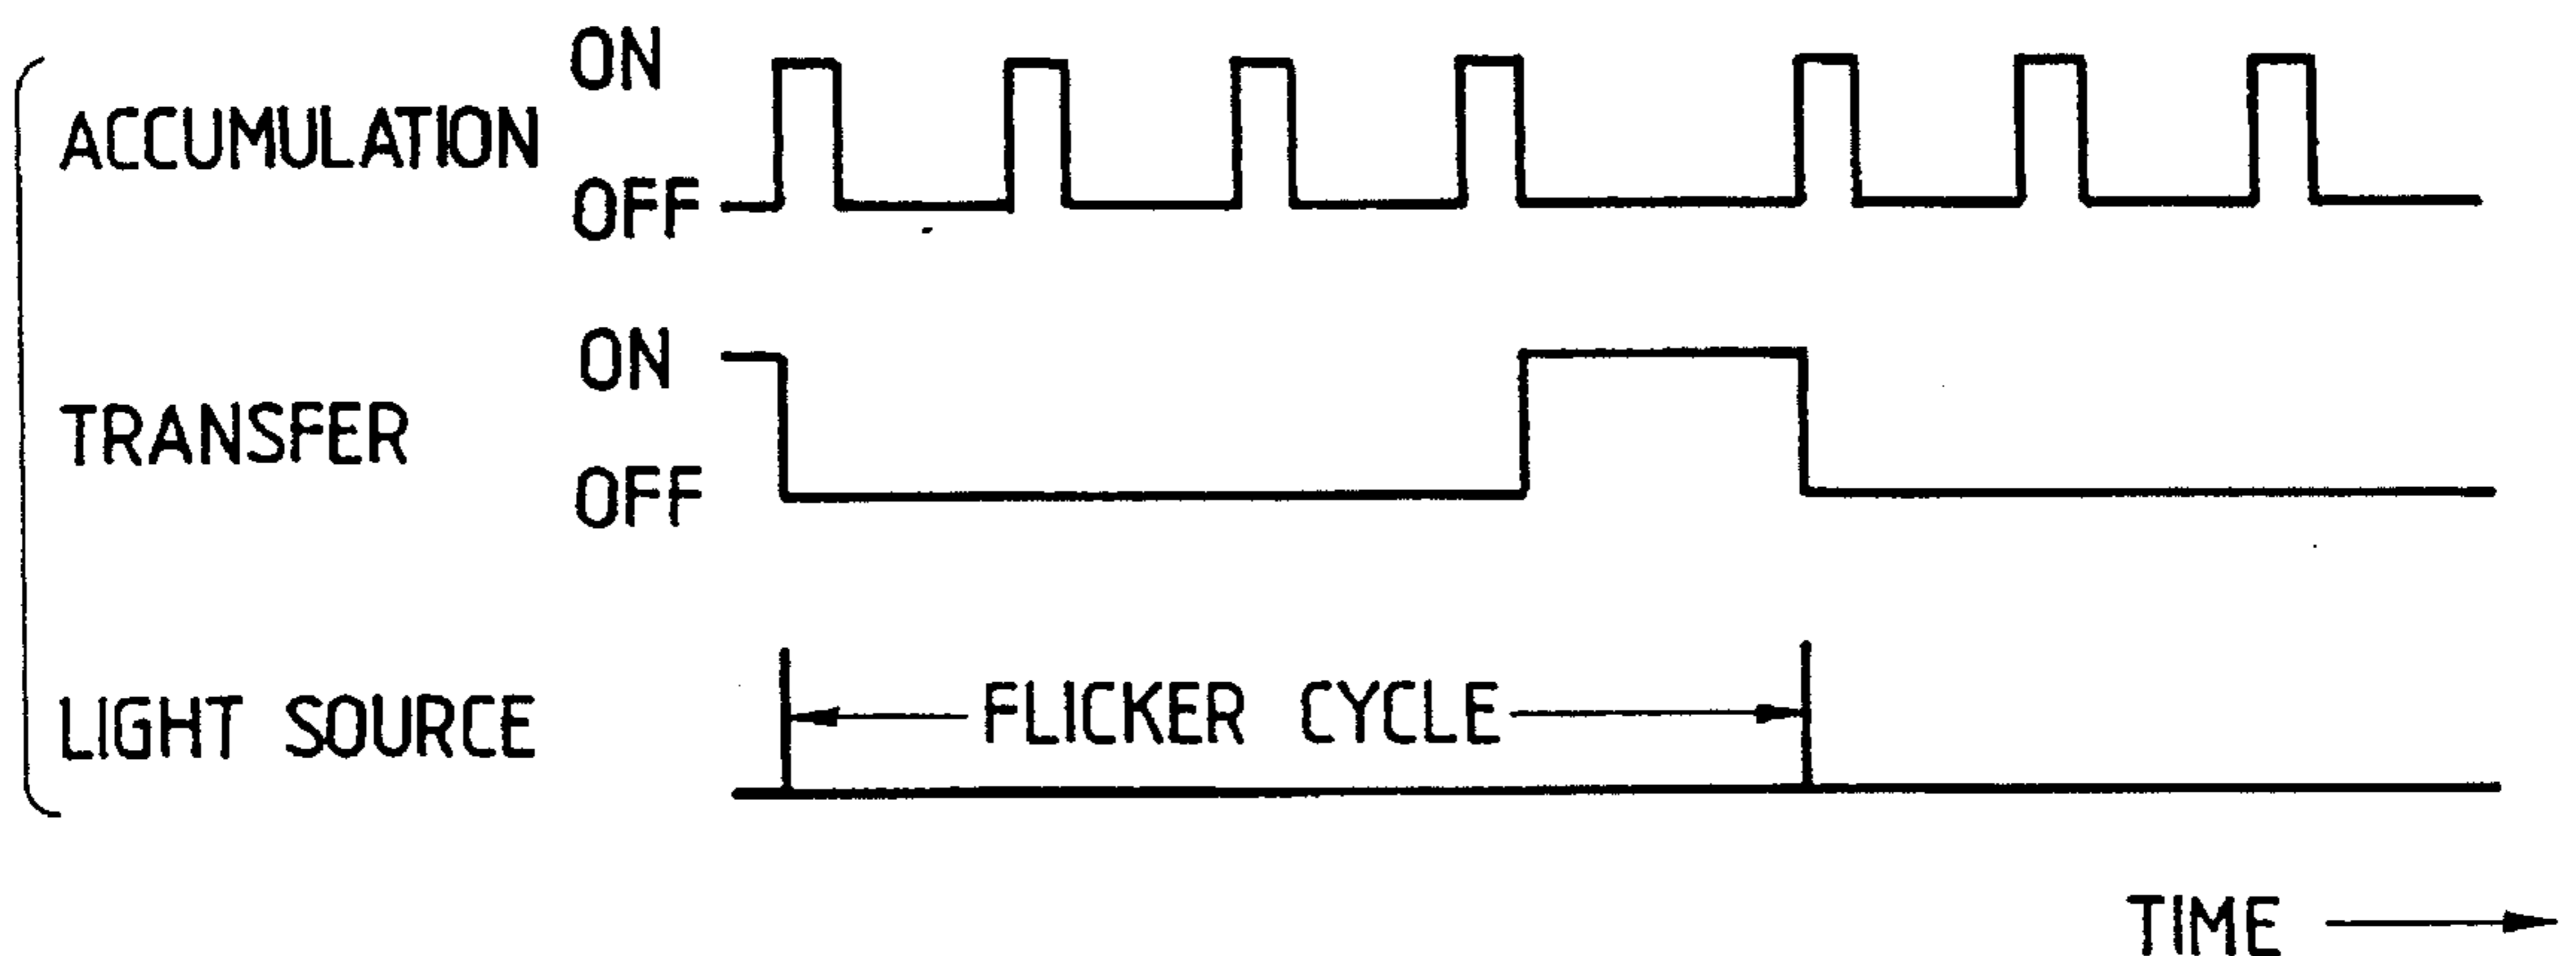 ON
ACCUMULATION
OFF
ON
TRANSFER
OFF
LIGHT SOURCE
FLICKER CYCLE
TIME